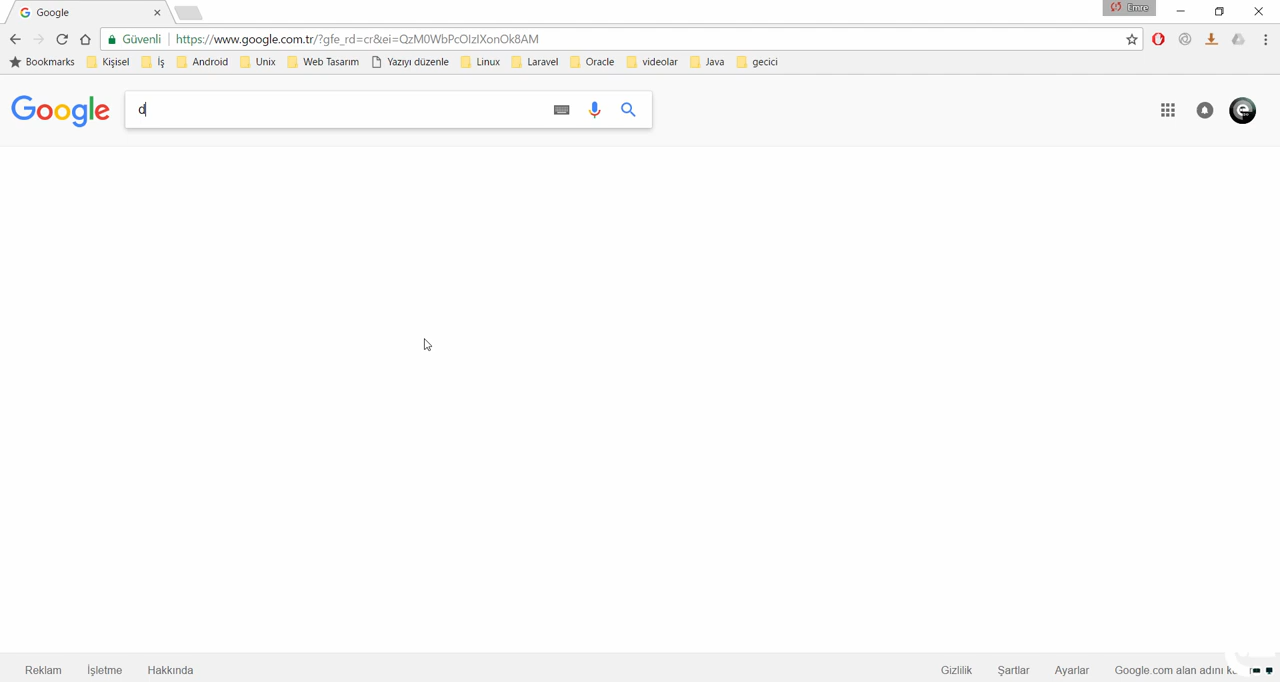 Google
Emre
Güvenli
https://www.google.com.tr/?gfe_rd=cr&ei=QzM0WbPcOIzIXonOk8AM
Bookmarks Kişisel İş Android Unix Web Tasarım Yazıyı düzenle Linux Laravel Oracle videolar Java gecici
Google d
Reklam İşletme Hakkında Gizlilik Şartlar Ayarlar Google.com alan adını